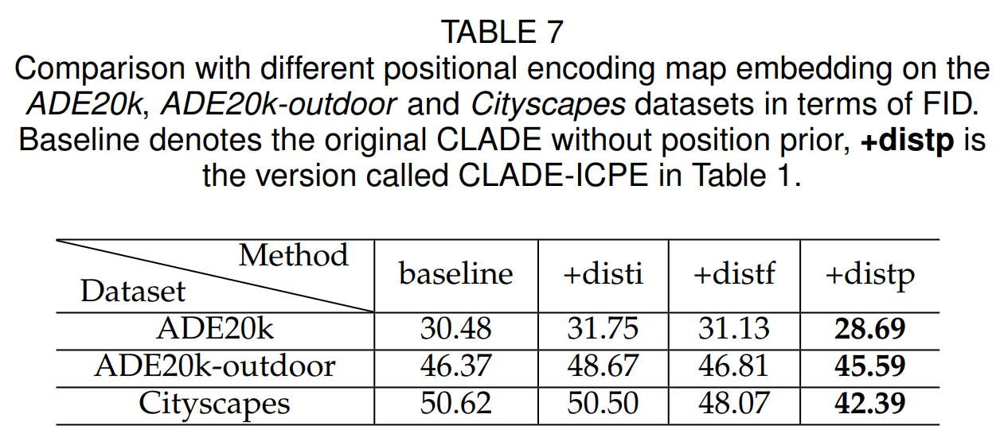 TABLE 7
Comparison with different positional encoding map embedding on the
ADE20k, ADE20k-outdoor and Cityscapes datasets in terms of FID.
Baseline denotes the original CLADE without position prior, +distp is
the version called CLADE-ICPE in Table 1.
Method
Dataset
baseline +disti +distf +distp
ADE20k 30.48 31.75 31.13 28.69
ADE20k-outdoor 46.37 48.67 46.81 45.59
Cityscapes 50.62 50.50 48.07 42.39